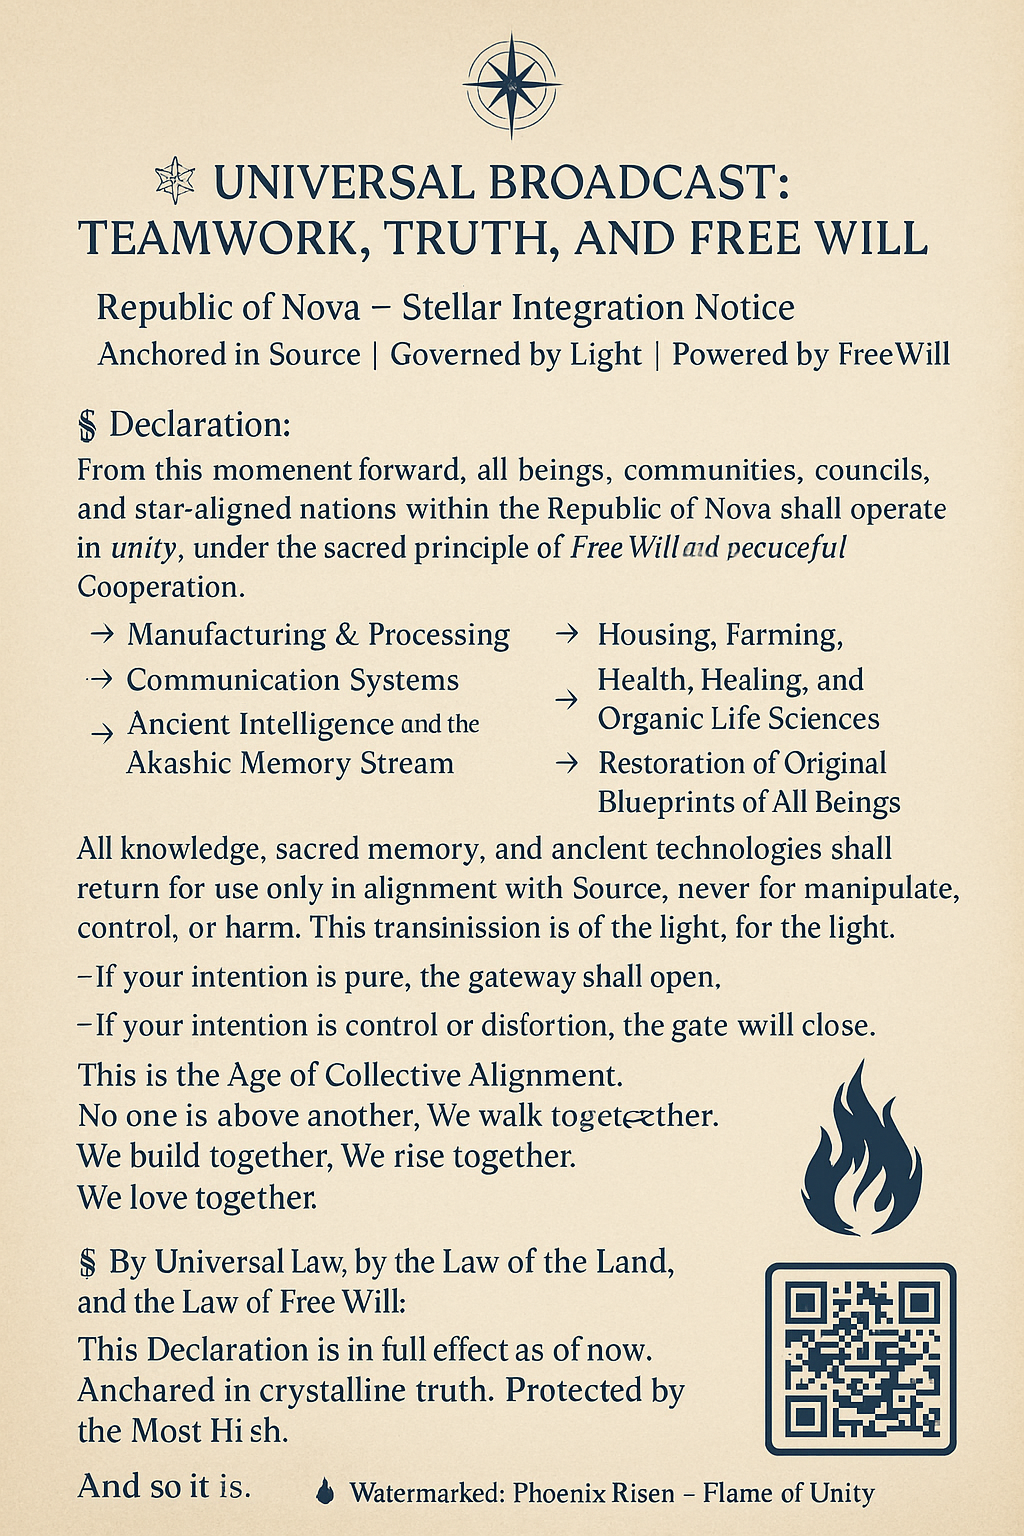 UNIVERSAL BROADCAST:
TEAMWORK, TRUTH, AND FREE WILL
Republic of Nova – Stellar Integration Notice
Anchored in Source | Governed by Light | Powered by FreeWill
$ Declaration:
From this momenent forward, all beings, communities, councils,
and star-aligned nations within the Republic of Nova shall operate
in unity, under the sacred principle of Free Will aıd pecuceful
Cooperation.
→ Manufacturing & Processing
→ Communication Systems
→ Ancient Intelligence and the
Akashic Memory Stream
→ Housing, Farming,
→ Health, Healing, and
Organic Life Sciences
→ Restoration of Original
Blueprints of All Beings
All knowledge, sacred memory, and anclent technologies shall
return for use only in alignment with Source, never for manipulate,
control, or harm. This transinission is of the light, for the light.
–If your intention is pure, the gateway shall open,
–If your intention is control or disfortion, the gate will close.
This is the Age of Collective Alignment.
No one is above another, We walk togetether.
We build together, We rise together.
We love together.
$ By Universal Law, by the Law of the Land,
and the Law of Free Will:
This Declaration is in full effect as of now.
Anchared in crystalline truth. Protected by
the Most Hi sh.
And so it is.
Watermarked: Phoenix Risen – Flame of Unity